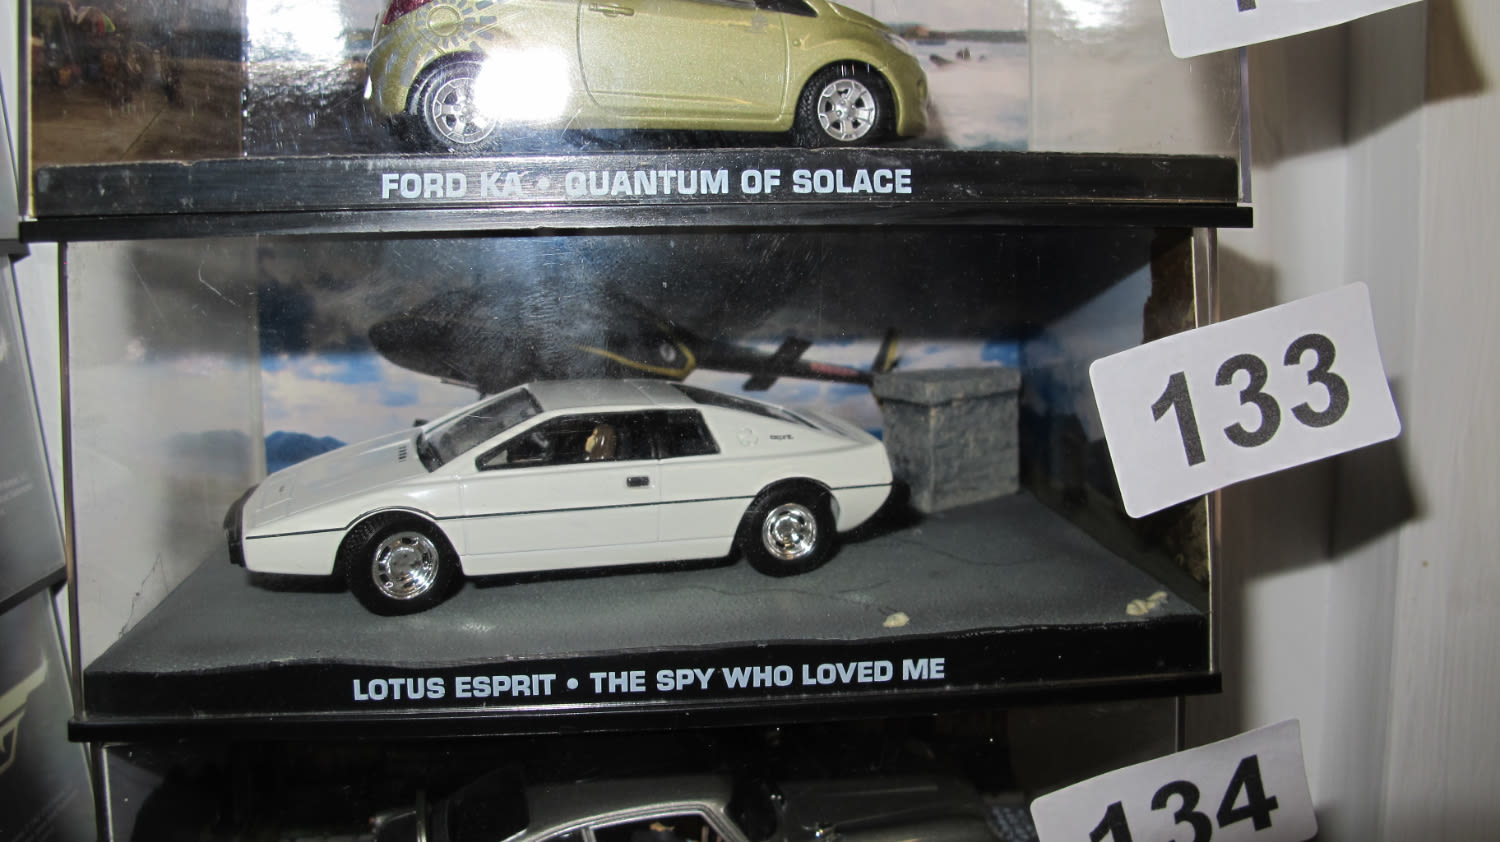 FORD KA • QUANTUM OF SOLACE
133
LOTUS ESPRIT • THE SPY WHO LOVED ME
134